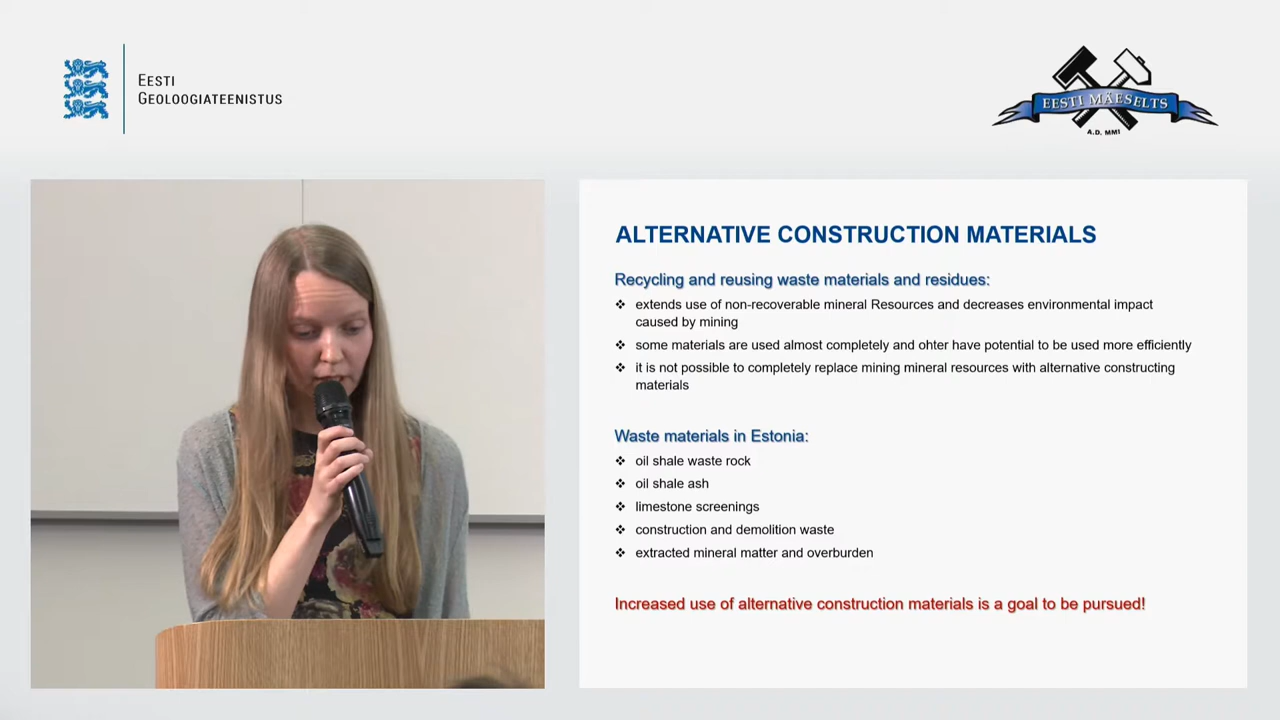 EESTI
GEOLOOGIATEENISTUS
EESTI MÄESELTS
A.D. MMI
ALTERNATIVE CONSTRUCTION MATERIALS
Recycling and reusing waste materials and residues:
❖ extends use of non-recoverable mineral Resources and decreases environmental impact
caused by mining
❖ some materials are used almost completely and ohter have potential to be used more efficiently
❖ it is not possible to completely replace mining mineral resources with alternative constructing
materials
Waste materials in Estonia:
❖ oil shale waste rock
❖ oil shale ash
❖ limestone screenings
❖ construction and demolition waste
❖ extracted mineral matter and overburden
Increased use of alternative construction materials is a goal to be pursued!